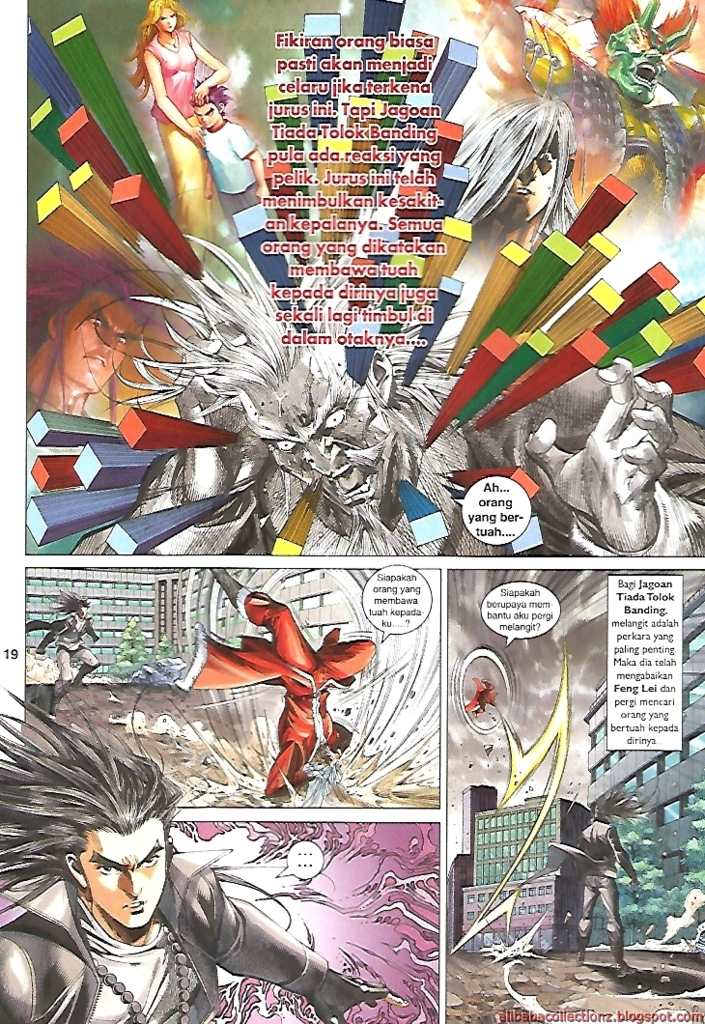 Fikiran orang biasa
pasti akan menjadi
celaru jika terkena
jurus ini. Tapi Jagoan
Tiada Tolok Banding
pula ada reaksi yang
pelik. Jurus ini telah
menimbulkan kesakit-
an kepalanya. Semua
orang yang dikatakan
membawa tuah
kepada dirinya juga
sekali lagi timbul di
dalam otaknya....
Ah...
orang
yang ber-
tuah....
Siapakah
orang yang
membawa
tuah kepada-
ku....?
Siapakah
berupaya mem-
bantu aku pergi
melangit?
Bagi Jagoan
Tiada Tolok
Banding,
melangit adalah
perkara yang
paling penting
Maka dia telah
mengabaikan
Feng Lei dan
pergi mencari
orang yang
bertuah kepada
dirinya...
19
...
alibabacollectionz.blogspot.com